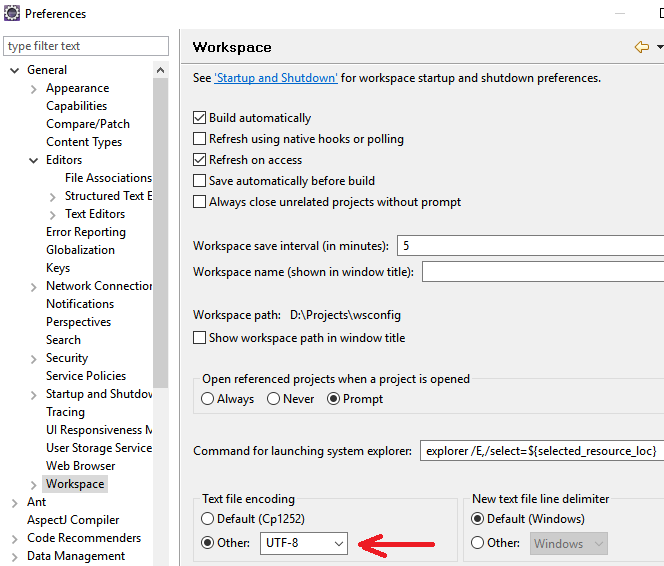 Preferences
type filter text
General
Appearance
Capabilities
Compare/Patch
Content Types
Editors
File Associations
Structured Text E
Text Editors
Error Reporting
Globalization
Keys
Network Connection
Notifications
Perspectives
Search
Security
Service Policies
Startup and Shutdow
Tracing
UI Responsiveness M
User Storage Service
Web Browser
Workspace
Ant
AspectJ Compiler
Code Recommenders
Data Management
Workspace
See 'Startup and Shutdown' for workspace startup and shutdown preferences.
Build automatically
Refresh using native hooks or polling
Refresh on access
Save automatically before build
Always close unrelated projects without prompt
Workspace save interval (in minutes): 5
Workspace name (shown in window title):
Workspace path: D:\Projects\wsconfig
Show workspace path in window title
Open referenced projects when a project is opened
Always Never Prompt
Command for launching system explorer: explorer /E,/select=${selected_resource_loc}
Text file encoding
Default (Cp1252)
Other: UTF-8
New text file line delimiter
Default (Windows)
Other: Windows